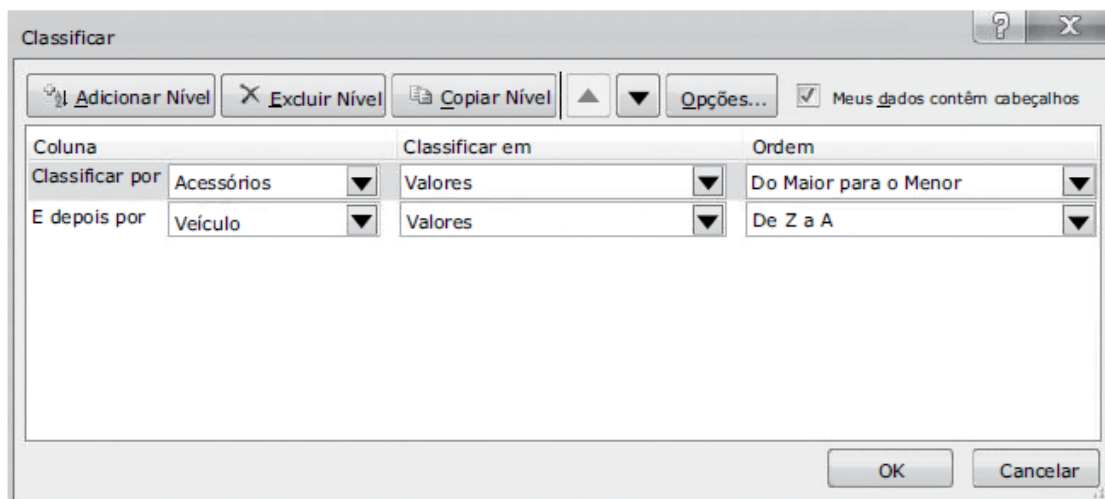 Classificar
Adicionar Nível Excluir Nível Copiar Nível Opções... Meus dados contêm cabeçalhos
Coluna Classificar em Ordem
Classificar por Acessórios Valores Do Maior para o Menor
E depois por Veículo Valores De Z a A
OK Cancelar